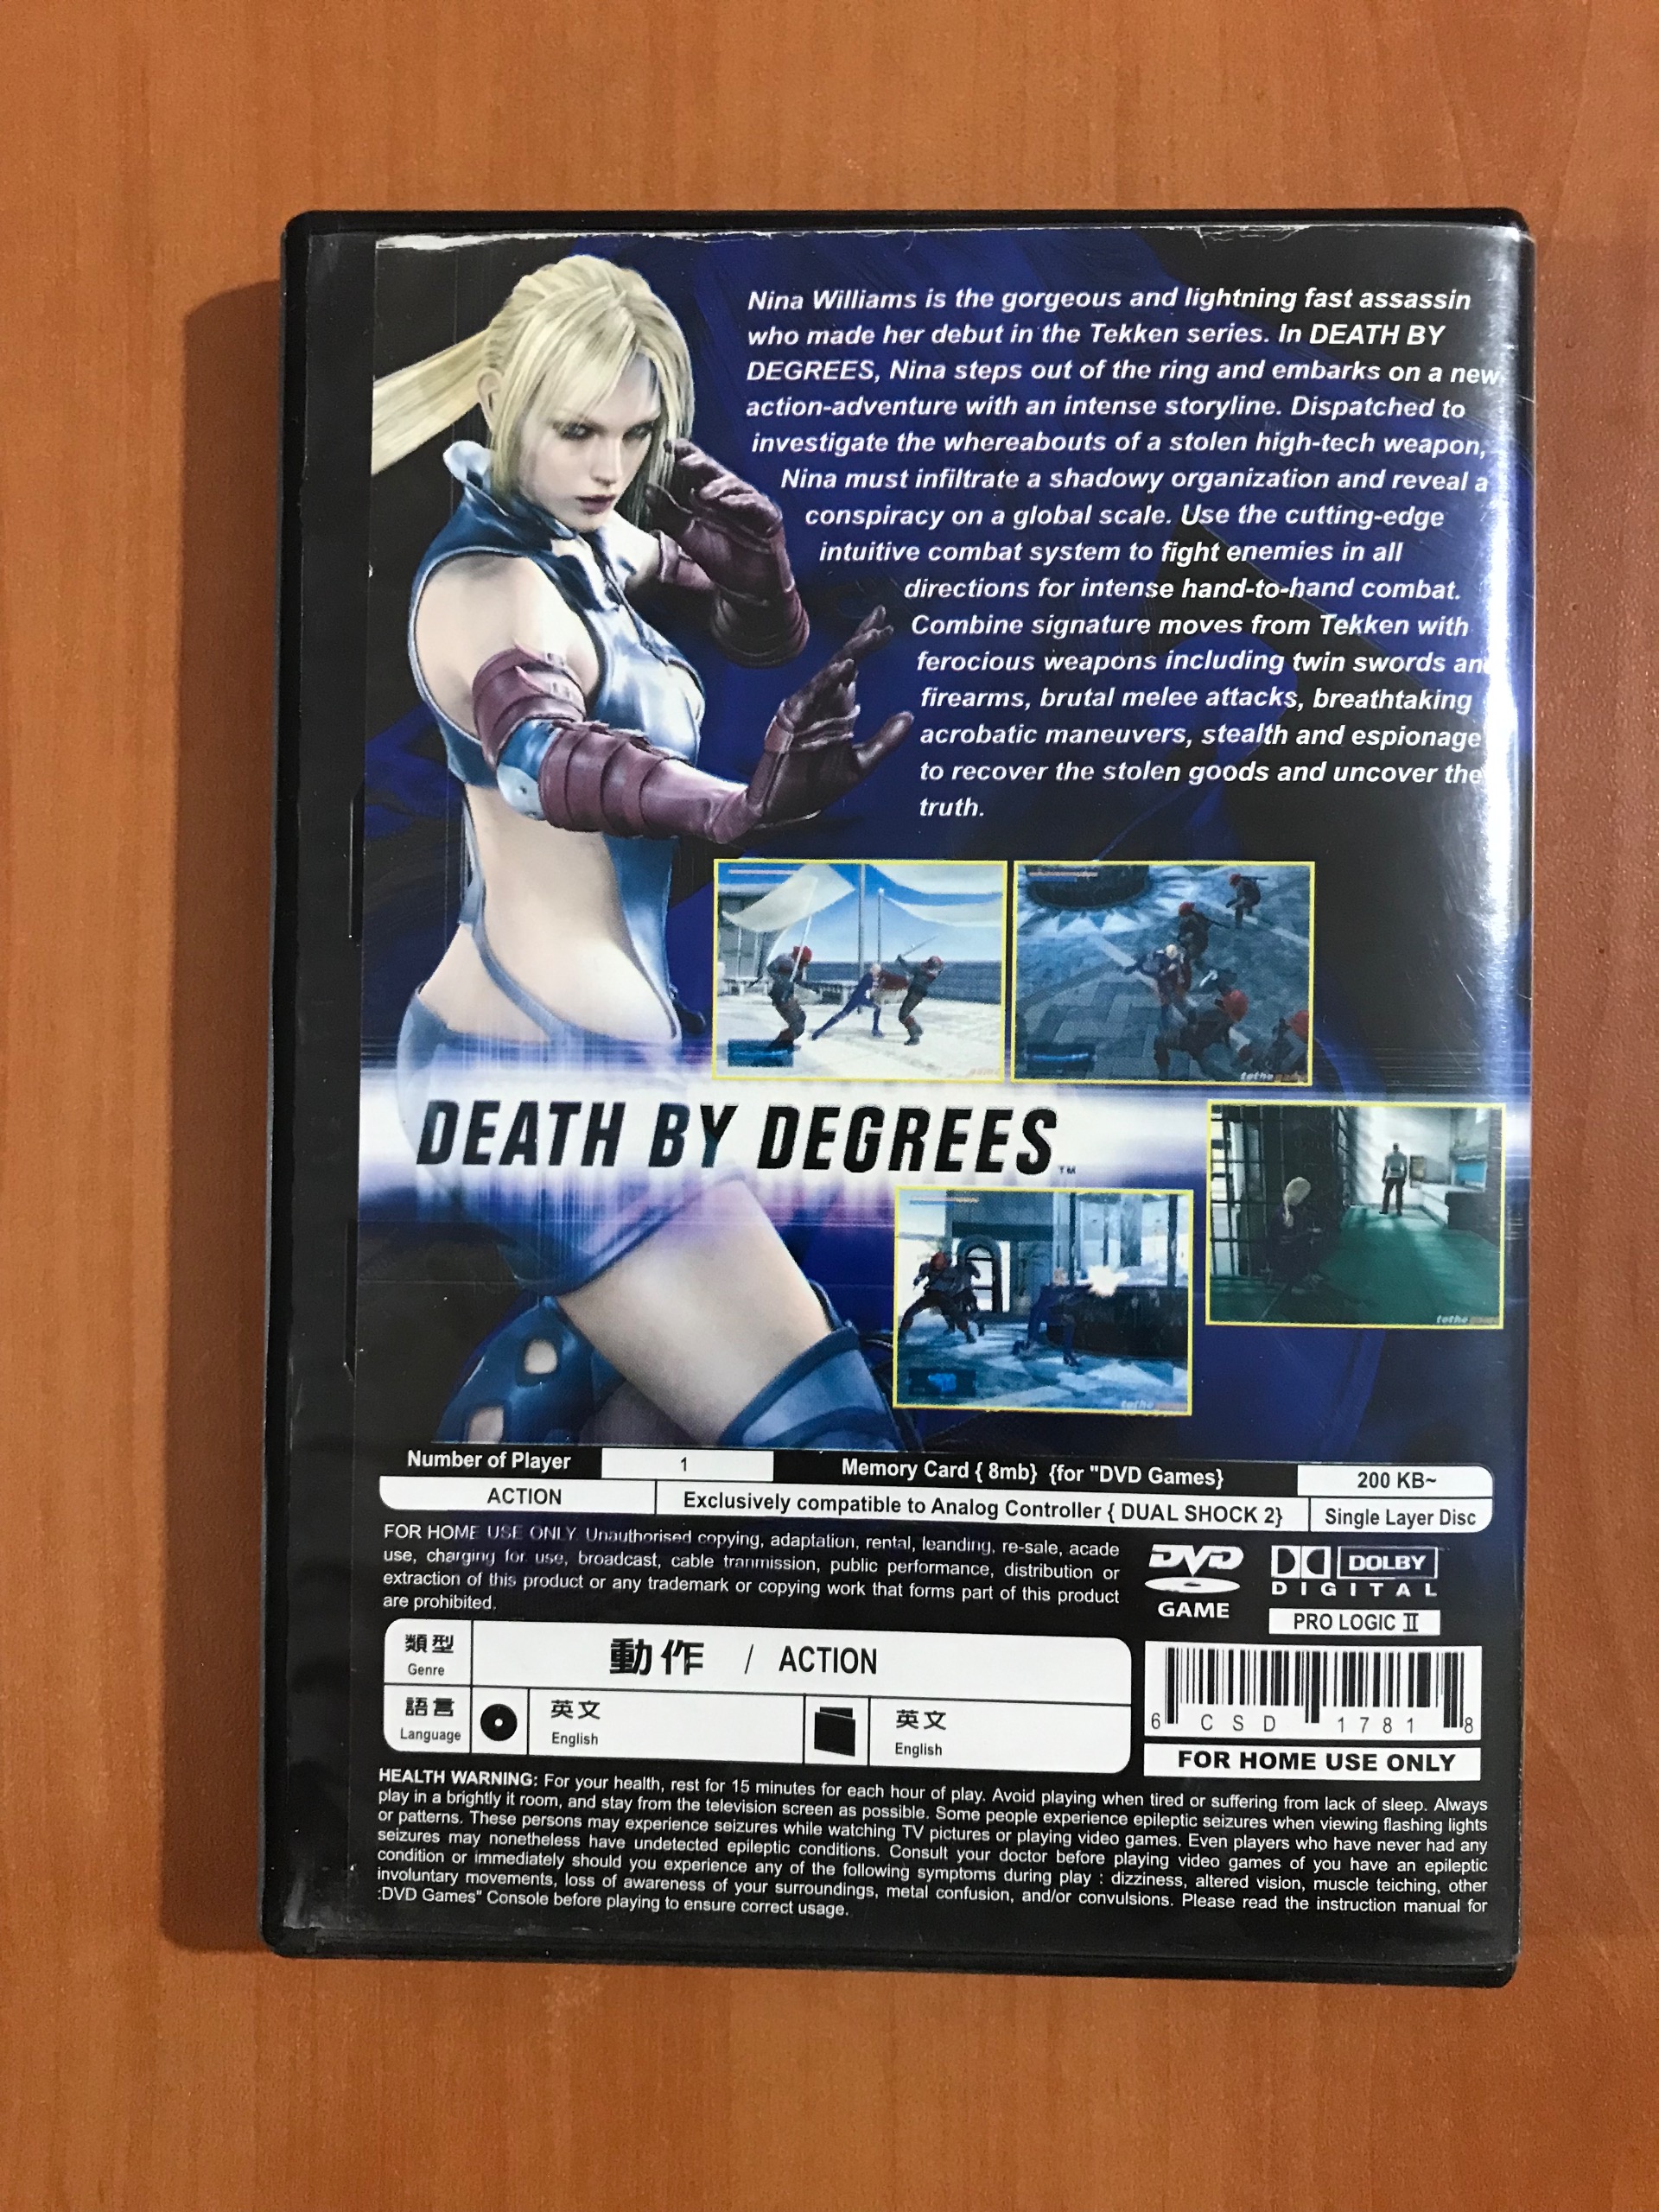 Nina Williams is the gorgeous and lightning fast assassin
who made her debut in the Tekken series. In DEATH BY
DEGREES, Nina steps out of the ring and embarks on a new
action-adventure with an intense storyline. Dispatched to
investigate the whereabouts of a stolen high-tech weapon,
Nina must infiltrate a shadowy organization and reveal a
conspiracy on a global scale. Use the cutting-edge
intuitive combat system to fight enemies in all
directions for intense hand-to-hand combat.
Combine signature moves from Tekken with
ferocious weapons including twin swords and
firearms, brutal melee attacks, breathtaking
acrobatic maneuvers, stealth and espionage
to recover the stolen goods and uncover the
truth.
tothegame
DEATH BY DEGREES™
Number of Player 1 Memory Card { 8mb} {for "DVD Games} 200 KB~
ACTION Exclusively compatible to Analog Controller { DUAL SHOCK 2} Single Layer Disc
FOR HOME USE ONLY. Unauthorised copying, adaptation, rental, leanding, re-sale, acade
use, charging for use, broadcast, cable tranmission, public performance, distribution or
extraction of this product or any trademark or copying work that forms part of this product
are prohibited.
DVD
GAME
DOLBY
DIGITAL
PRO LOGIC II
類型 動作 / ACTION
Genre
語言 英文 英文
Language English English
6 CSD 1781 8
FOR HOME USE ONLY
HEALTH WARNING: For your health, rest for 15 minutes for each hour of play. Avoid playing when tired or suffering from lack of sleep. Always
play in a brightly it room, and stay from the television screen as possible. Some people experience epileptic seizures when viewing flashing lights
or patterns. These persons may experience seizures while watching TV pictures or playing video games. Even players who have never had any
seizures may nonetheless have undetected epileptic conditions. Consult your doctor before playing video games of you have an epileptic
condition or immediately should you experience any of the following symptoms during play : dizziness, altered vision, muscle teiching, other
involuntary movements, loss of awareness of your surroundings, metal confusion, and/or convulsions. Please read the instruction manual for
:DVD Games" Console before playing to ensure correct usage.